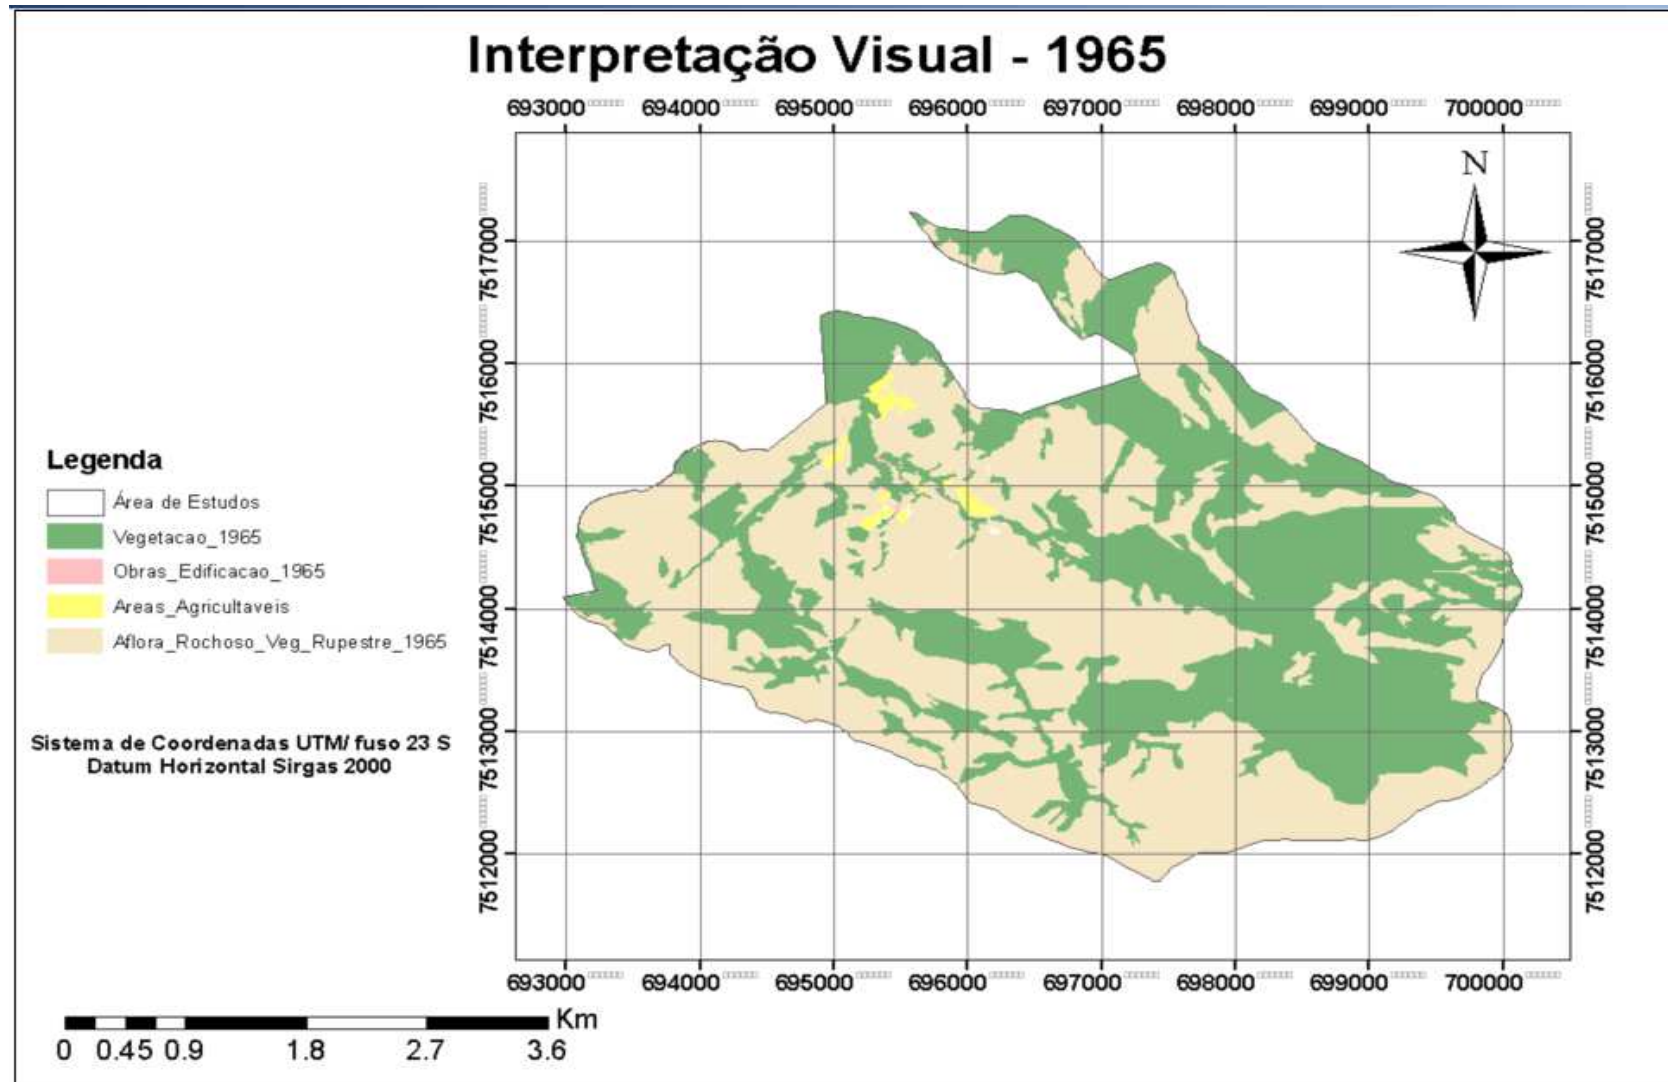 Interpretação Visual - 1965
693000 694000 695000 696000 697000 698000 699000 700000
N
7517000 7517000
7516000 7516000
7515000 7515000
7514000 7514000
7513000 7513000
7512000 7512000
Legenda
Área de Estudos
Vegetacao_1965
Obras_Edificacao_1965
Areas_Agricultaveis
Aflora_Rochoso_Veg_Rupestre_1965
Sistema de Coordenadas UTM/ fuso 23 S
Datum Horizontal Sirgas 2000
693000 694000 695000 696000 697000 698000 699000 700000
Km
0 0.45 0.9 1.8 2.7 3.6